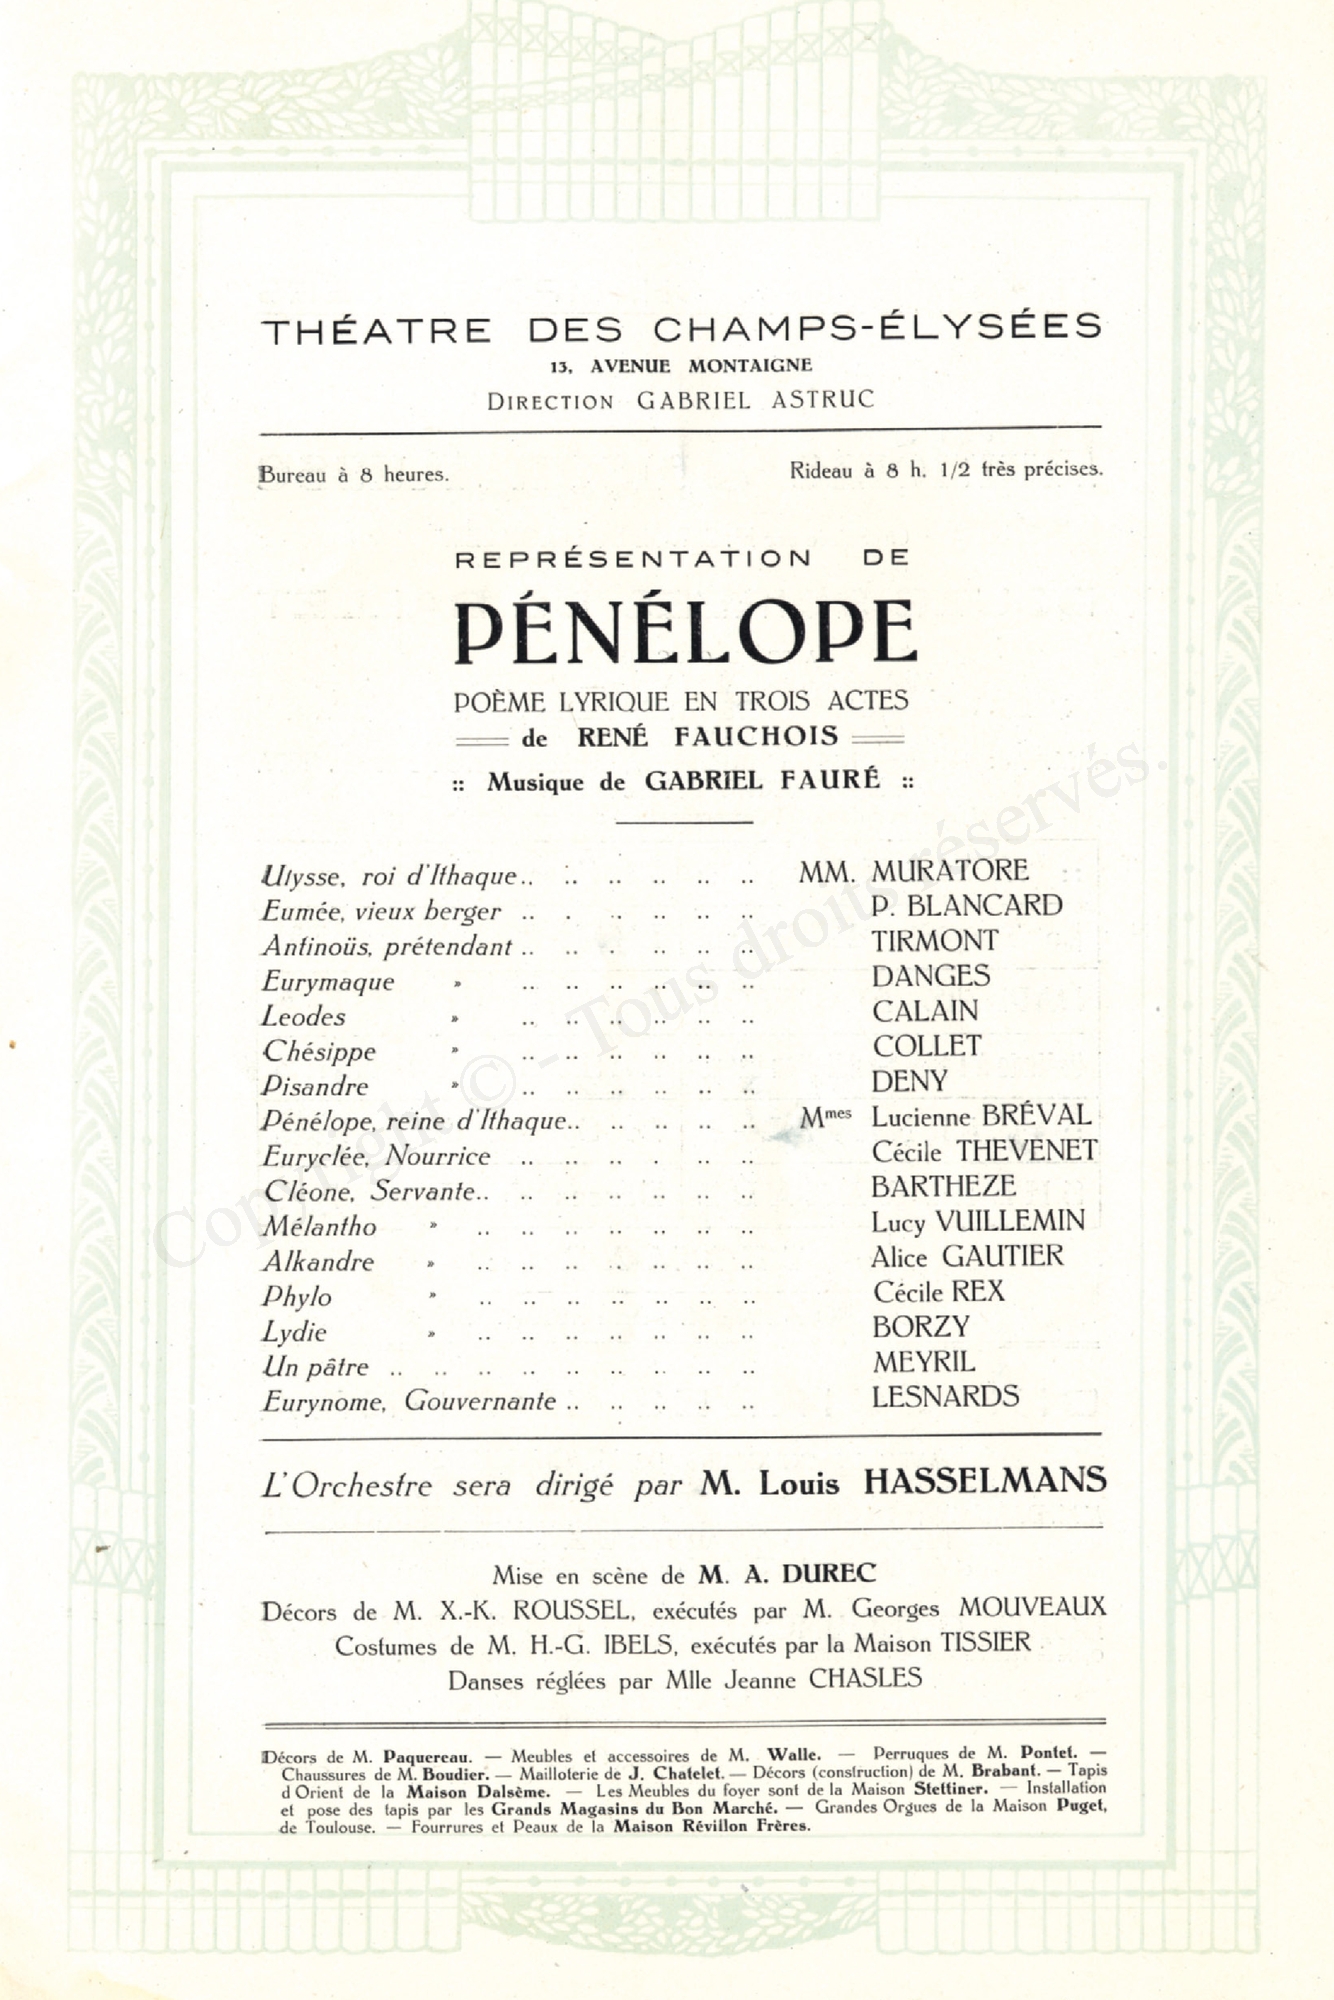 THÉATRE DES CHAMPS-ÉLYSÉES
13, AVENUE MONTAIGNE
DIRECTION GABRIEL ASTRUC
Bureau à 8 heures. Rideau à 8 h. 1/2 très précises.
REPRÉSENTATION DE
PÉNÉLOPE
POÈME LYRIQUE EN TROIS ACTES
de RENÉ FAUCHOIS
:: Musique de GABRIEL FAURÉ ::
Ulysse, roi d'Ithaque.. .. .. .. .. .. MM. MURATORE
Eumée, vieux berger .. . .. .. .. .. P. BLANCARD
Antinoüs, prétendant .. .. . .. .. .. TIRMONT
Eurymaque » .. .. .. .. .. .. DANGES
Leodes » .. .. .. .. .. .. CALAIN
Chésippe » .. .. .. .. .. .. COLLET
Pisandre » .. .. .. .. .. .. DENY
Pénélope, reine d'Ithaque.. .. .. .. .. Mmes Lucienne BRÉVAL
Euryclée, Nourrice .. .. .. . .. .. Cécile THEVENET
Cléone, Servante.. .. .. .. .. .. .. BARTHEZE
Mélantho » .. .. .. .. .. .. .. Lucy VUILLEMIN
Alkandre » .. .. .. .. .. .. .. Alice GAUTIER
Phylo » .. .. .. .. .. .. .. Cécile REX
Lydie » .. .. .. .. .. .. .. BORZY
Un pâtre .. .. .. .. .. .. .. .. .. MEYRIL
Eurynome, Gouvernante .. .. .. .. .. LESNARDS
L'Orchestre sera dirigé par M. Louis HASSELMANS
Mise en scène de M. A. DUREC
Décors de M. X.-K. ROUSSEL, exécutés par M. Georges MOUVEAUX
Costumes de M. H.-G. IBELS, exécutés par la Maison TISSIER
Danses réglées par Mlle Jeanne CHASLES
Décors de M. Paquereau. — Meubles et accessoires de M. Walle. — Perruques de M. Pontet. —
Chaussures de M. Boudier. — Mailloterie de J. Chatelet. — Décors (construction) de M. Brabant. — Tapis
d Orient de la Maison Dalsème. — Les Meubles du foyer sont de la Maison Stettiner. — Installation
et pose des tapis par les Grands Magasins du Bon Marché. — Grandes Orgues de la Maison Puget,
de Toulouse. — Fourrures et Peaux de la Maison Révillon Frères.
Copyright © - Tous droits réservés.